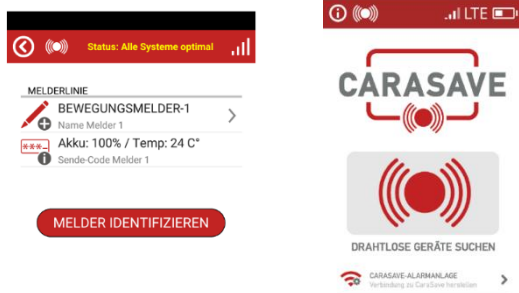 Status: Alle Systeme optimal
MELDERLINIE
BEWEGUNGSMELDER-1
Name Melder 1
***_
Akku: 100% / Temp: 24 C°
Sende-Code Melder 1
MELDER IDENTIFIZIEREN
LTE
CARASAVE
DRAHTLOSE GERÄTE SUCHEN
CARASAVE-ALARMANLAGE
Verbindung zu CaraSave herstellen